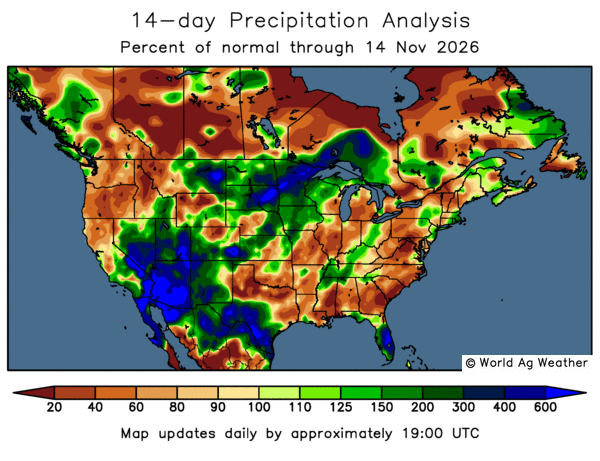 14-day Precipitation Analysis
Percent of normal through 14 Nov 2026
© World Ag Weather
20 40 60 80 90 100 110 125 150 200 300 400 600
Map updates daily by approximately 19:00 UTC